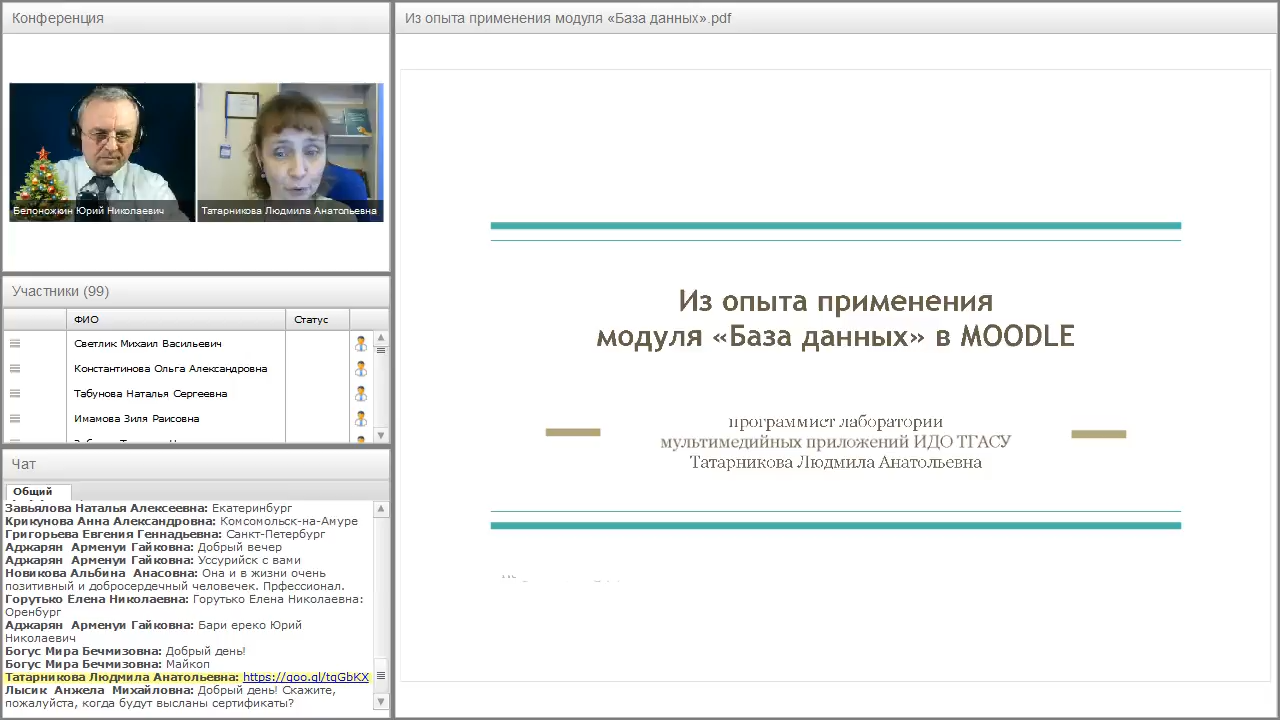 Конференция
Белоножкин Юрий Николаевич
Татарникова Людмила Анатольевна
Участники (99)
ФИО
Статус
Светлик Михаил Васильевич
Константинова Ольга Александровна
Табунова Наталья Сергеевна
Имамова Зиля Раисовна
Чат
Общий
Завьялова Наталья Алексеевна: Екатеринбург
Крикунова Анна Александровна: Комсомольск-на-Амуре
Григорьева Евгения Геннадьевна: Санкт-Петербург
Аджарян Арменуи Гайковна: Добрый вечер
Аджарян Арменуи Гайковна: Уссурийск с вами
Новикова Альбина Анасовна: Она и в жизни очень
позитивный и добросердечный человечек. Прфессионал.
Горутько Елена Николаевна: Горутько Елена Николаевна:
Оренбург
Аджарян Арменуи Гайковна: Бари ереко Юрий
Николаевич
Богус Мира Бечмизовна: Добрый день!
Богус Мира Бечмизовна: Майкоп
Татарникова Людмила Анатольевна: https://goo.gl/tgGbKX
Лысик Анжела Михайловна: Добрый день! Скажите,
пожалуйста, когда будут высланы сертификаты?
Из опыта применения модуля «База данных».pdf
Из опыта применения
модуля «База данных» в MOODLE
программист лаборатории
мультимедийных приложений ИДО ТГАСУ
Татарникова Людмила Анатольевна